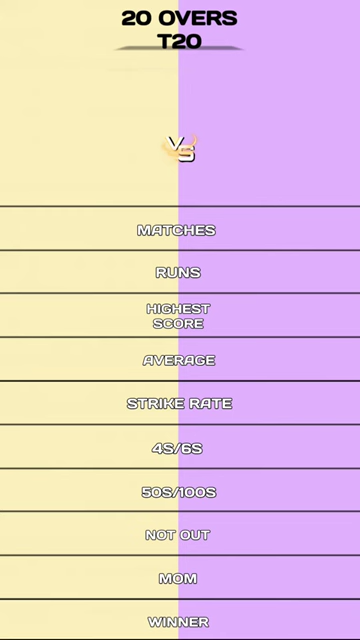 20 OVERS
T20
VS
MATCHES
RUNS
HIGHEST
SCORE
AVERAGE
STRIKE RATE
4S/6S
50S/100S
NOT OUT
MOM
WINNER